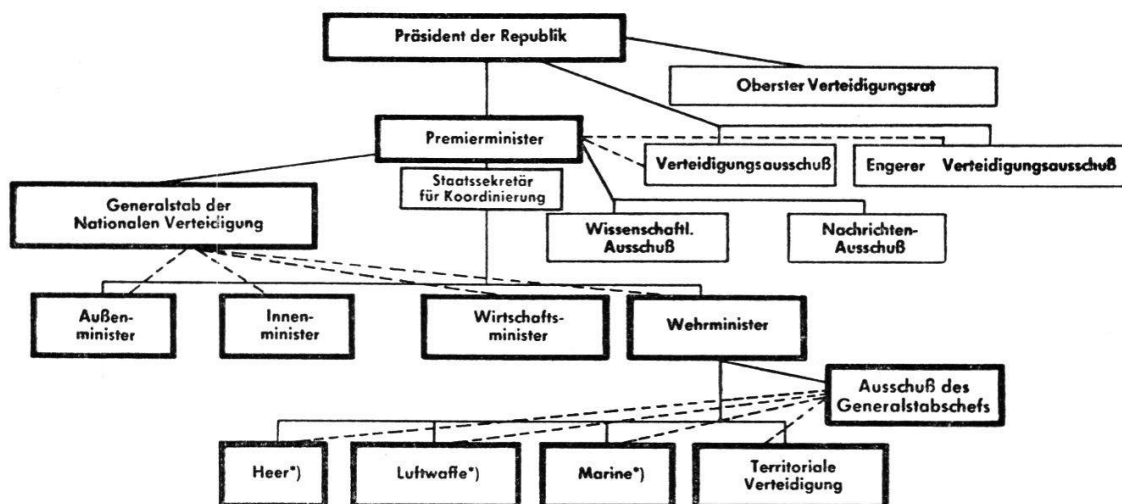 Präsident der Republik
Oberster Verteidigungsrat
Premierminister
Verteidigungsausschuß
Engerer Verteidigungsausschuß
Staatssekretär
für Koordinierung
Generalstab der
Nationalen Verteidigung
Wissenschaftl.
Ausschuß
Nachrichten-
Ausschuß
Außen-
minister
Innen-
minister
Wirtschafts-
minister
Wehrminister
Ausschuß des
Generalstabschefs
Heer*)
Luftwaffe*)
Marine*)
Territoriale
Verteidigung